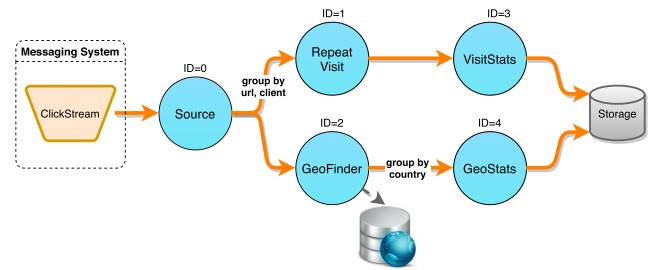 Messaging System
ClickStream
ID=0
Source
group by
url, client
ID=1
Repeat
Visit
ID=3
VisitStats
ID=2
GeoFinder
group by
country
ID=4
GeoStats
Storage